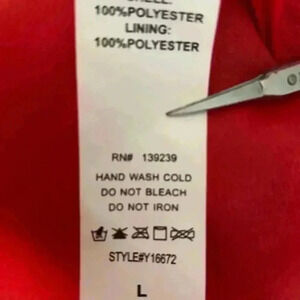 SHELL:
100%POLYESTER
LINING:
100%POLYESTER
RN# 139239
HAND WASH COLD
DO NOT BLEACH
DO NOT IRON
STYLE#Y16672
L